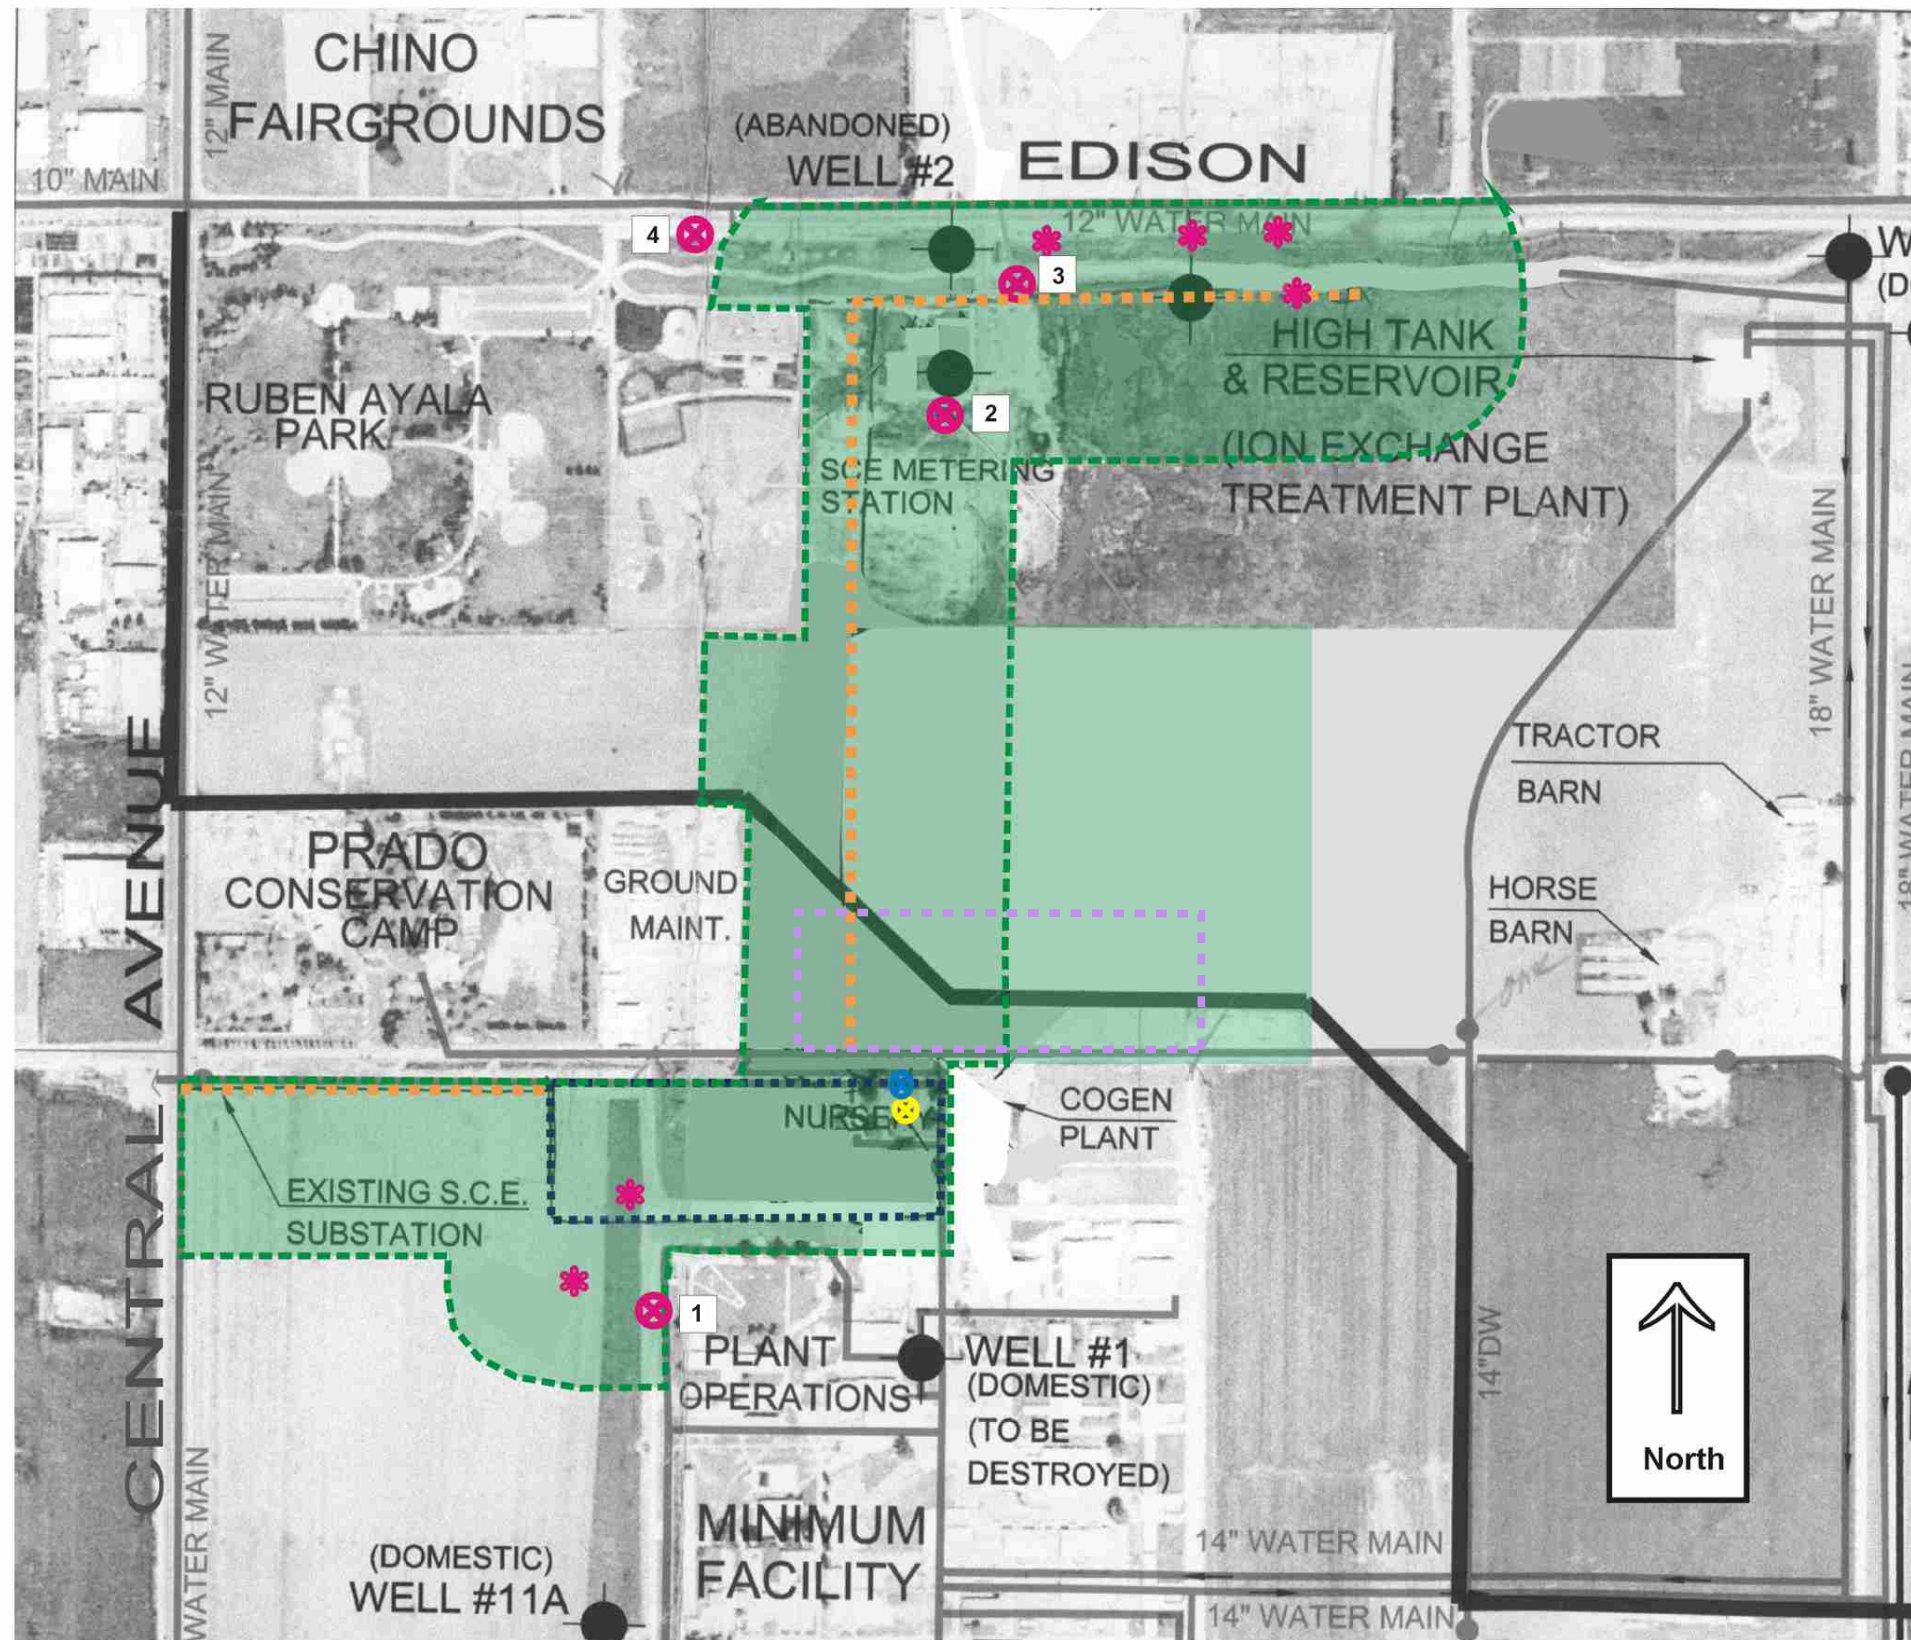 CHINO
FAIRGROUNDS
12" MAIN
10" MAIN
(ABANDONED)
WELL #2
EDISON
12" WATER MAIN
4
3
2
HIGH TANK
& RESERVOIR
(ION EXCHANGE
TREATMENT PLANT)
RUBEN AYALA
PARK
SCE METERING
STATION
12" WATER MAIN
18" WATER MAIN
18" WATER MAIN
TRACTOR
BARN
HORSE
BARN
AVENUE
PRADO
CONSERVATION
CAMP
GROUND
MAINT.
NURSERY
COGEN
PLANT
EXISTING S.C.E.
SUBSTATION
CENTRAL
1
PLANT
OPERATIONS
WELL #1
(DOMESTIC)
(TO BE
DESTROYED)
14"DW
North
WATER MAIN
(DOMESTIC)
WELL #11A
MINIMUM
FACILITY
14" WATER MAIN
14" WATER MAIN